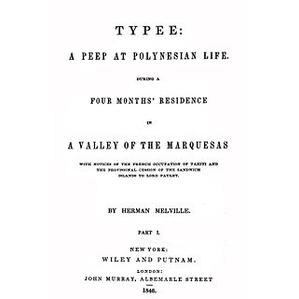 TYPEE:
A PEEP AT POLYNESIAN LIFE.
DURING A
FOUR MONTHS' RESIDENCE
IN
A VALLEY OF THE MARQUESAS
WITH NOTICES OF THE FRENCH OCCUPATION OF TAHITI AND
THE PROVISIONAL CESSION OF THE SANDWICH
ISLANDS TO LORD PAULET.
BY HERMAN MELVILLE.
PART I.
NEW YORK:
WILEY AND PUTNAM.
LONDON:
JOHN MURRAY, ALBEMARLE STREET
1846.